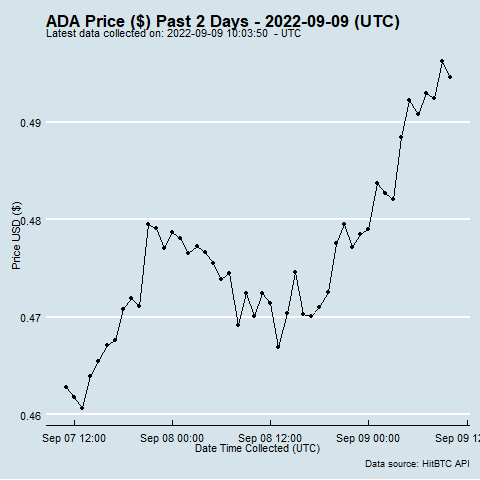 ADA Price ($) Past 2 Days - 2022-09-09 (UTC)
Latest data collected on: 2022-09-09 10:03:50 - UTC
0.49
0.48
0.47
0.46
Price USD ($)
Sep 07 12:00 Sep 08 00:00 Sep 08 12:00 Sep 09 00:00 Sep 09 12
Date Time Collected (UTC)
Data source: HitBTC API